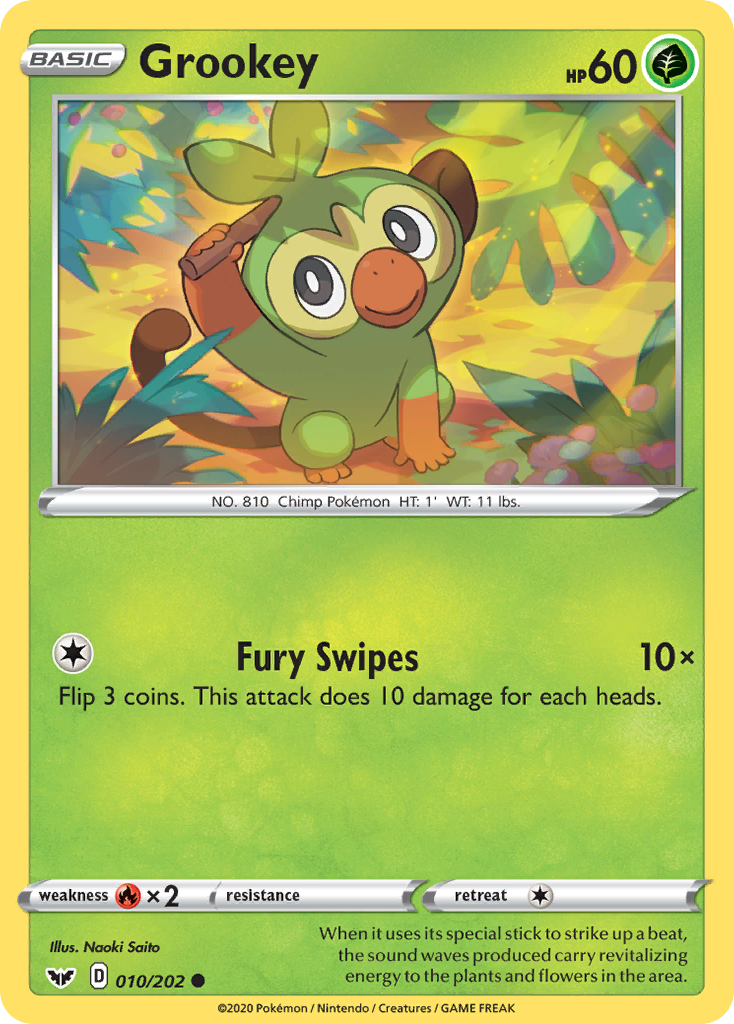 BASIC Grookey HP60
NO. 810 Chimp Pokémon HT: 1' WT: 11 lbs.
Fury Swipes 10×
Flip 3 coins. This attack does 10 damage for each heads.
weakness ×2 resistance retreat
Illus. Naoki Saito
When it uses its special stick to strike up a beat,
the sound waves produced carry revitalizing
energy to the plants and flowers in the area.
D 010/202
©2020 Pokémon / Nintendo / Creatures / GAME FREAK